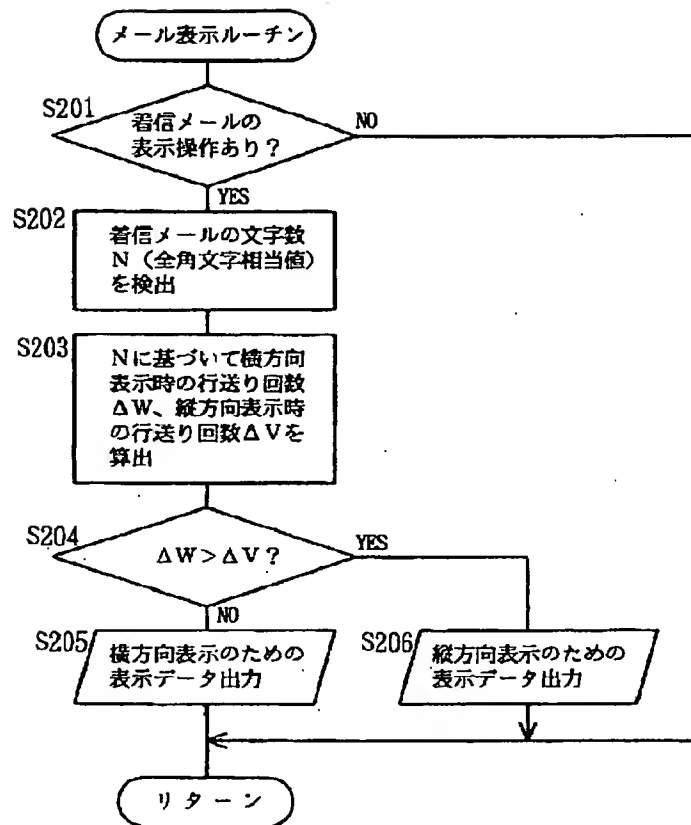 メール表示ルーチン
S201
着信メールの
表示操作あり？
NO
YES
S202
着信メールの文字数
N（全角文字相当値）
を検出
S203
Nに基づいて横方向
表示時の行送り回数
ΔW、縦方向表示時
の行送り回数ΔVを
算出
S204
ΔW＞ΔV？
YES
NO
S205
横方向表示のための
表示データ出力
S206
縦方向表示のための
表示データ出力
リターン